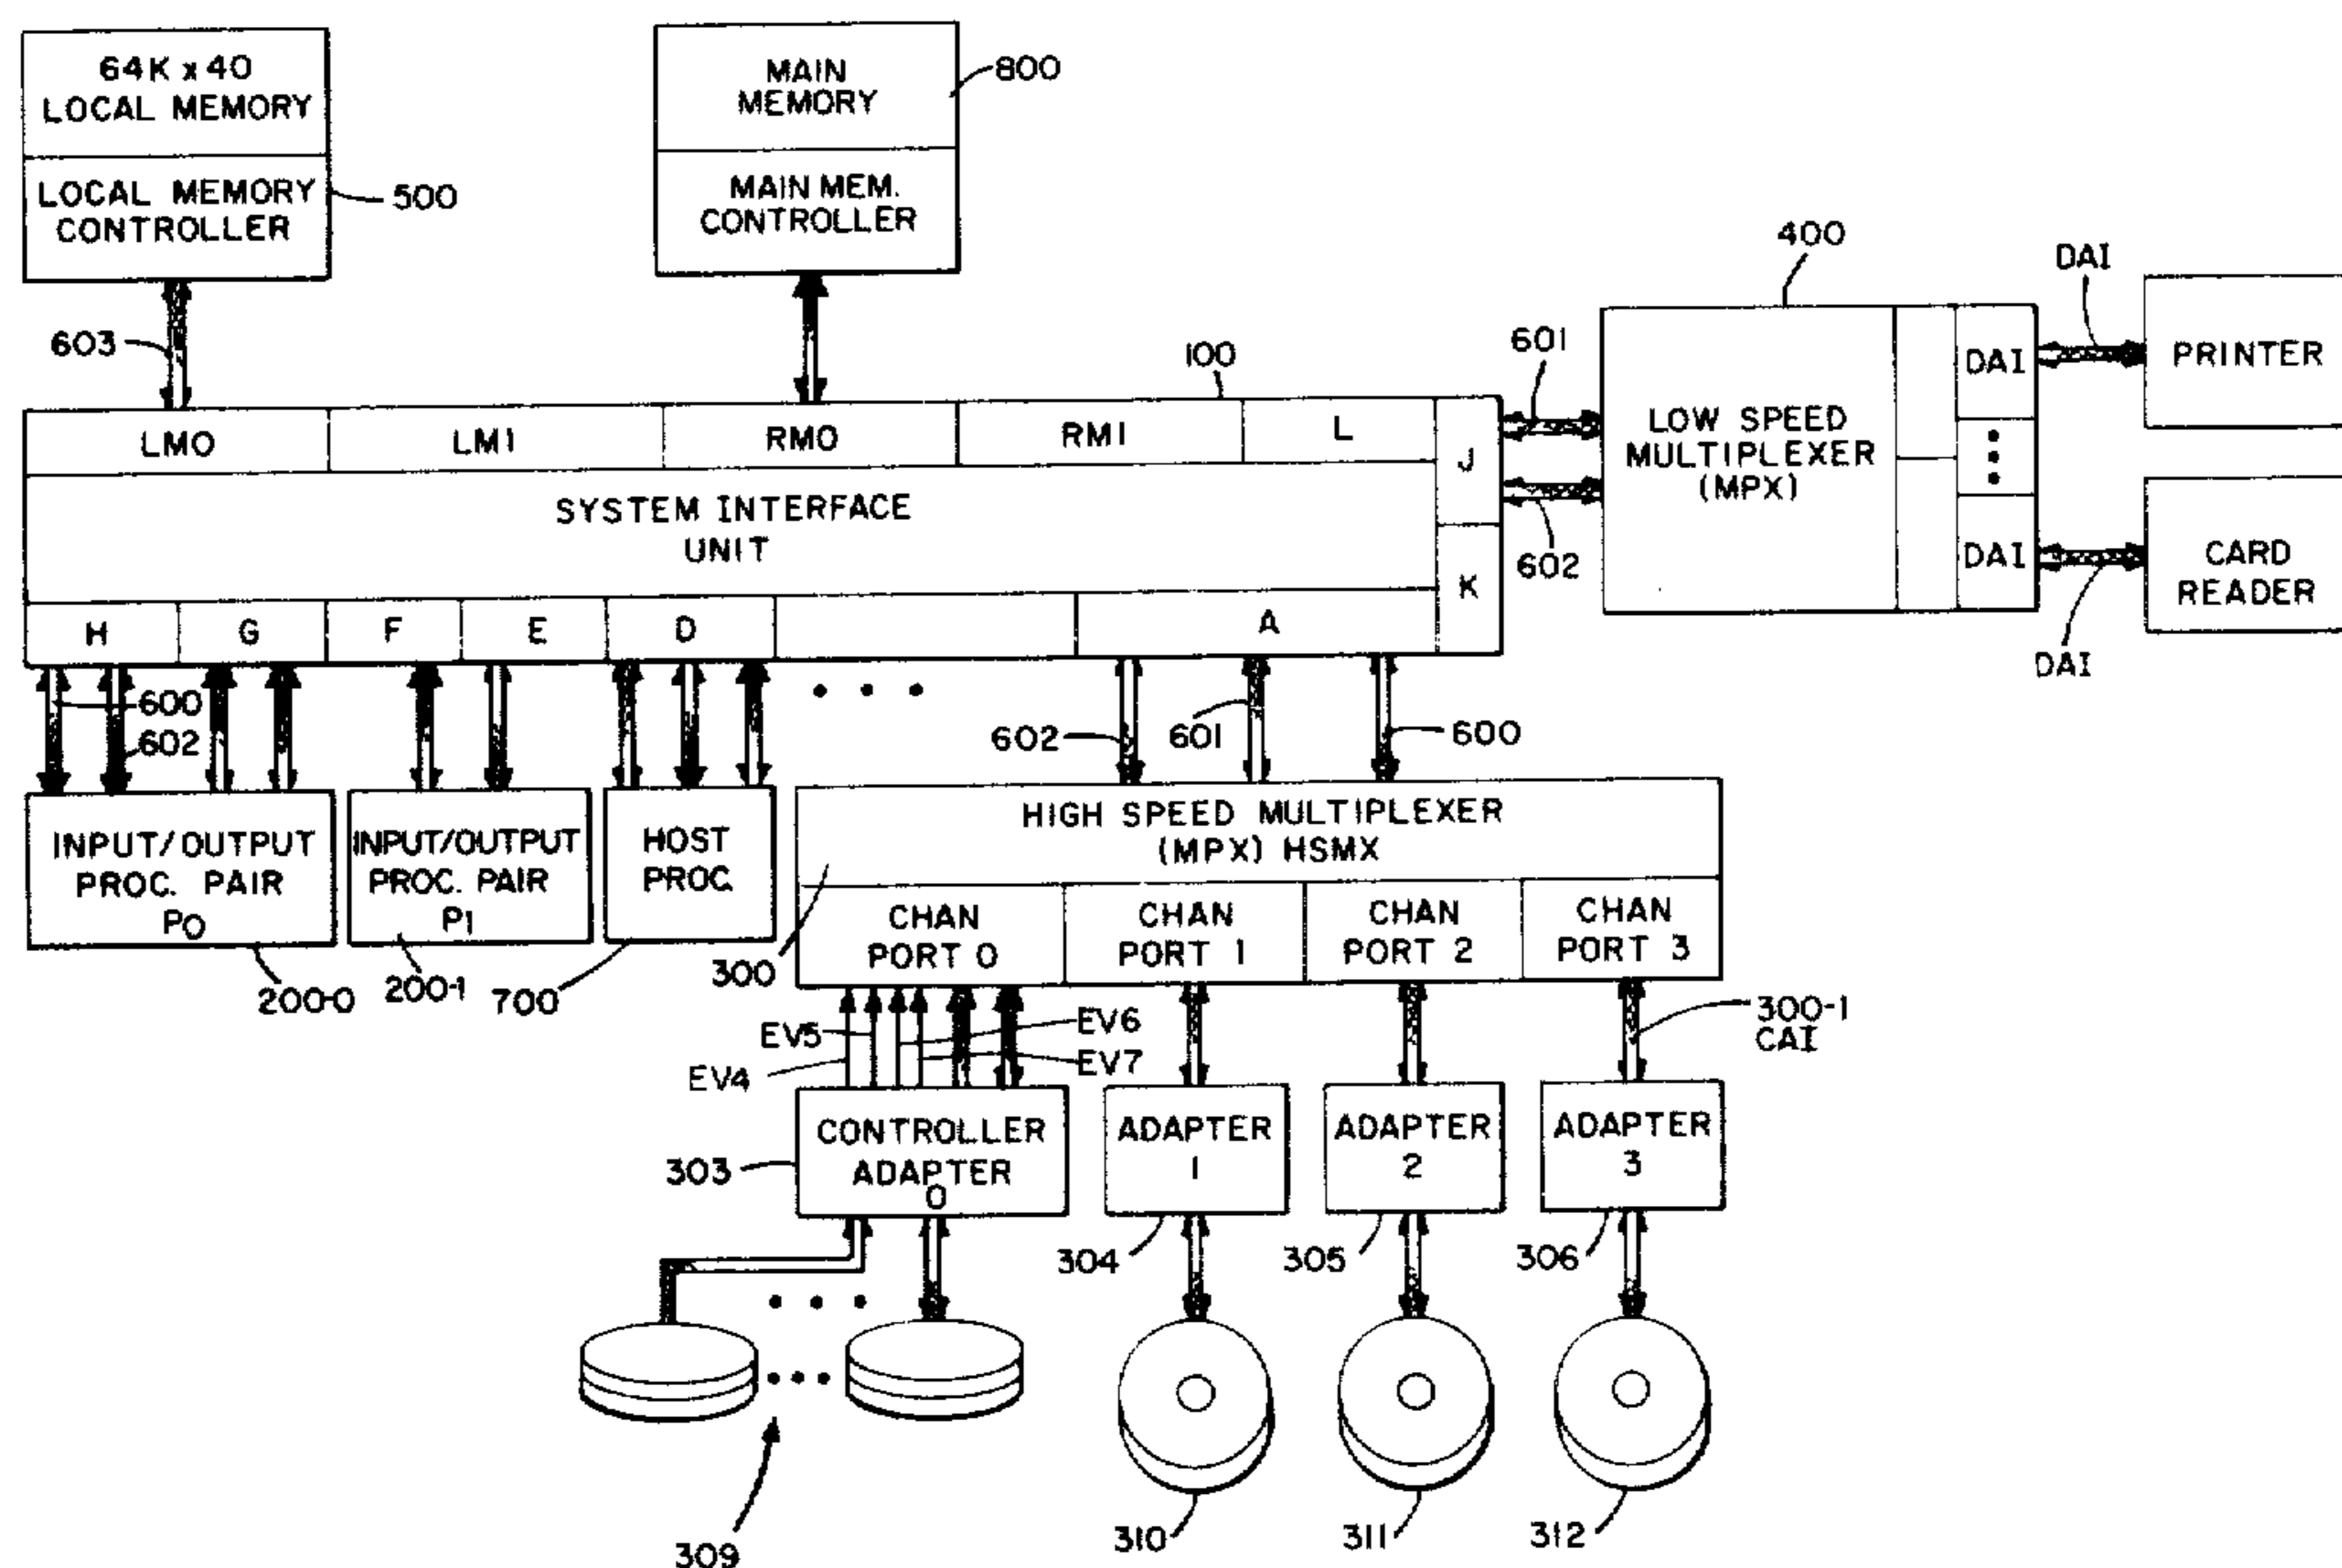 64K x 40
LOCAL MEMORY
LOCAL MEMORY
CONTROLLER
500
MAIN
MEMORY
800
MAIN MEM.
CONTROLLER
603
100
601
400
DAI
PRINTER
LM0
LM1
RM0
RM1
L
J
LOW SPEED
MULTIPLEXER
(MPX)
DAI
SYSTEM INTERFACE
UNIT
602
K
DAI
CARD
READER
DAI
H
G
F
E
D
A
600
602
602
601
600
INPUT/OUTPUT
PROC. PAIR
P0
INPUT/OUTPUT
PROC. PAIR
P1
HOST
PROC.
HIGH SPEED MULTIPLEXER
(MPX) HSMX
CHAN
PORT 0
CHAN
PORT 1
CHAN
PORT 2
CHAN
PORT 3
200-0
200-1
700
300
EV5
EV4
EV6
EV7
300-1
CAI
CONTROLLER
ADAPTER
0
303
ADAPTER
1
ADAPTER
2
ADAPTER
3
304
305
306
309
310
311
312